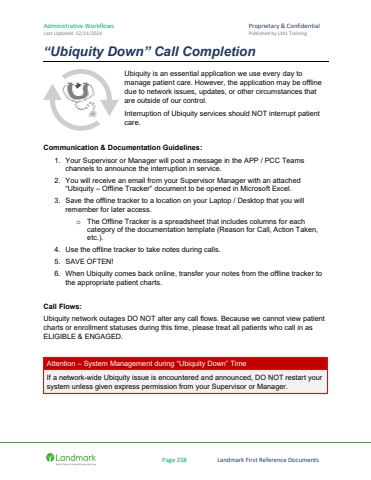 Administrative Workflows
Proprietary & Confidential
Last Updated: 12/11/2024
Published by LM1 Training
“Ubiquity Down” Call Completion
Ubiquity is an essential application we use every day to
manage patient care. However, the application may be offline
due to network issues, updates, or other circumstances that
are outside of our control.
Interruption of Ubiquity services should NOT interrupt patient
care.
Communication & Documentation Guidelines:
1. Your Supervisor or Manager will post a message in the APP / PCC Teams
channels to announce the interruption in service.
2. You will receive an email from your Supervisor Manager with an attached
“Ubiquity – Offline Tracker” document to be opened in Microsoft Excel.
3. Save the offline tracker to a location on your Laptop / Desktop that you will
remember for later access.
o The Offline Tracker is a spreadsheet that includes columns for each
category of the documentation template (Reason for Call, Action Taken,
etc.).
4. Use the offline tracker to take notes during calls.
5. SAVE OFTEN!
6. When Ubiquity comes back online, transfer your notes from the offline tracker to
the appropriate patient charts.
Call Flows:
Ubiquity network outages DO NOT alter any call flows. Because we cannot view patient
charts or enrollment statuses during this time, please treat all patients who call in as
ELIGIBLE & ENGAGED.
Attention – System Management during “Ubiquity Down” Time
If a network-wide Ubiquity issue is encountered and announced, DO NOT restart your
system unless given express permission from your Supervisor or Manager.
Landmark
Page 238
Landmark First Reference Documents